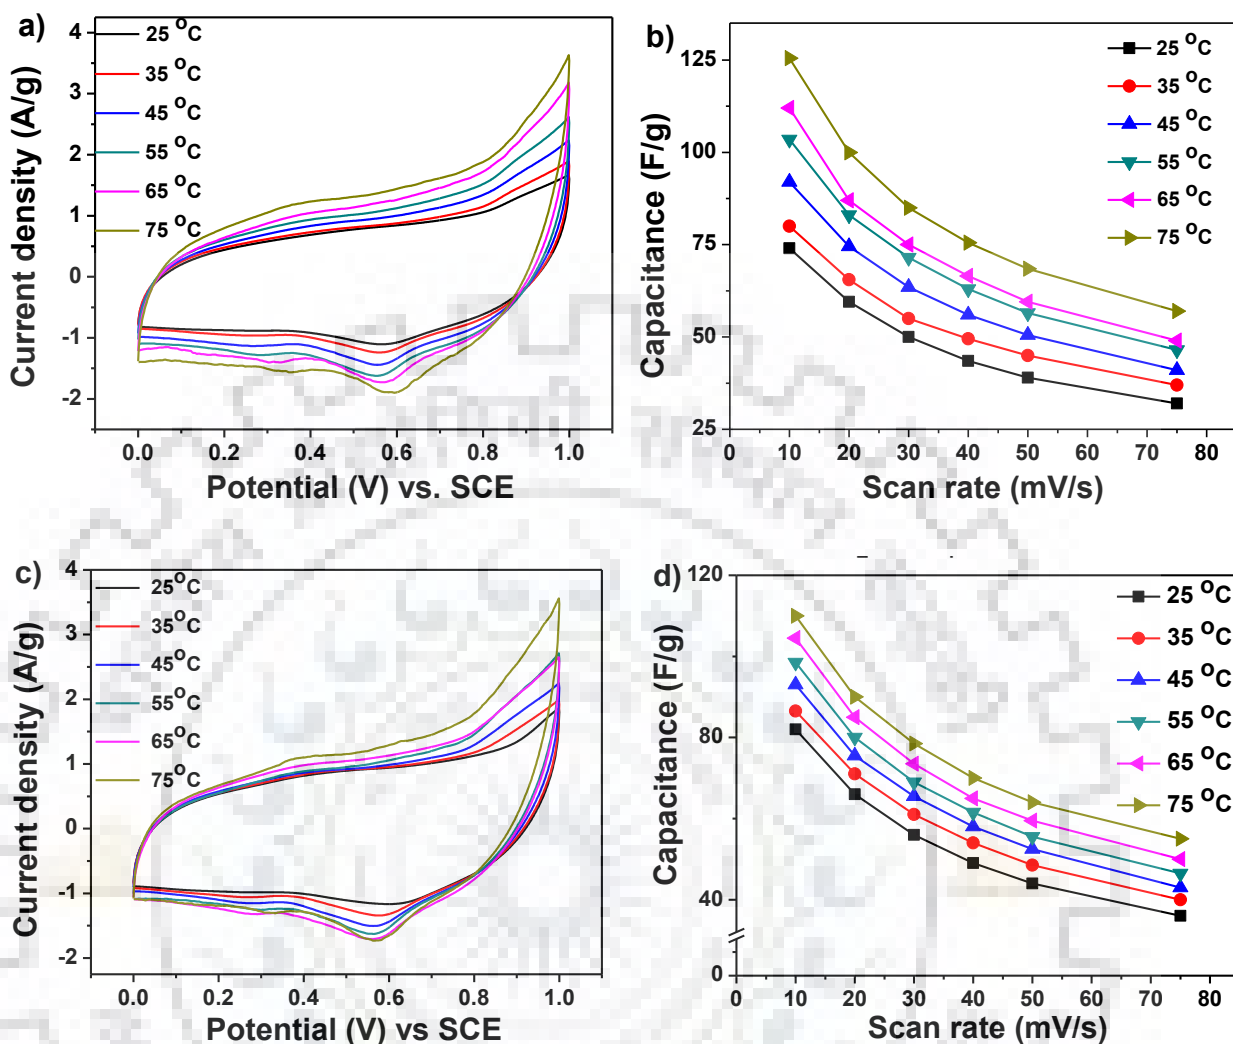 a)
4
3
2
1
0
-1
-2
25 °C
35 °C
45 °C
55 °C
65 °C
75 °C
Current density (A/g)
0.0 0.2 0.4 0.6 0.8 1.0
Potential (V) vs. SCE
b)
125
100
75
50
25
25 °C
35 °C
45 °C
55 °C
65 °C
75 °C
Capacitance (F/g)
0 10 20 30 40 50 60 70 80
Scan rate (mV/s)
c)
4
3
2
1
0
-1
-2
25°C
35°C
45°C
55°C
65°C
75°C
Current density (A/g)
0.0 0.2 0.4 0.6 0.8 1.0
Potential (V) vs SCE
d)
120
80
40
0
25 °C
35 °C
45 °C
55 °C
65 °C
75 °C
Capacitance (F/g)
0 10 20 30 40 50 60 70 80
Scan rate (mV/s)